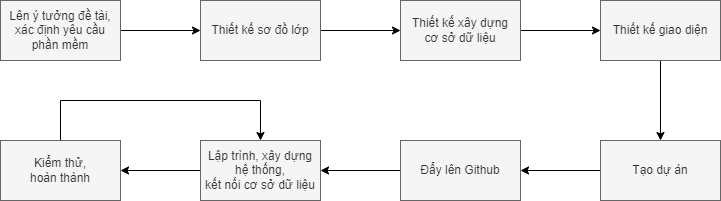 Lên ý tưởng đề tài,
xác định yêu cầu
phần mềm
Thiết kế sơ đồ lớp
Thiết kế xây dựng
cơ sở dữ liệu
Thiết kế giao diện
Tạo dự án
Đẩy lên Github
Lập trình, xây dựng
hệ thống,
kết nối cơ sở dữ liệu
Kiểm thử,
hoàn thành